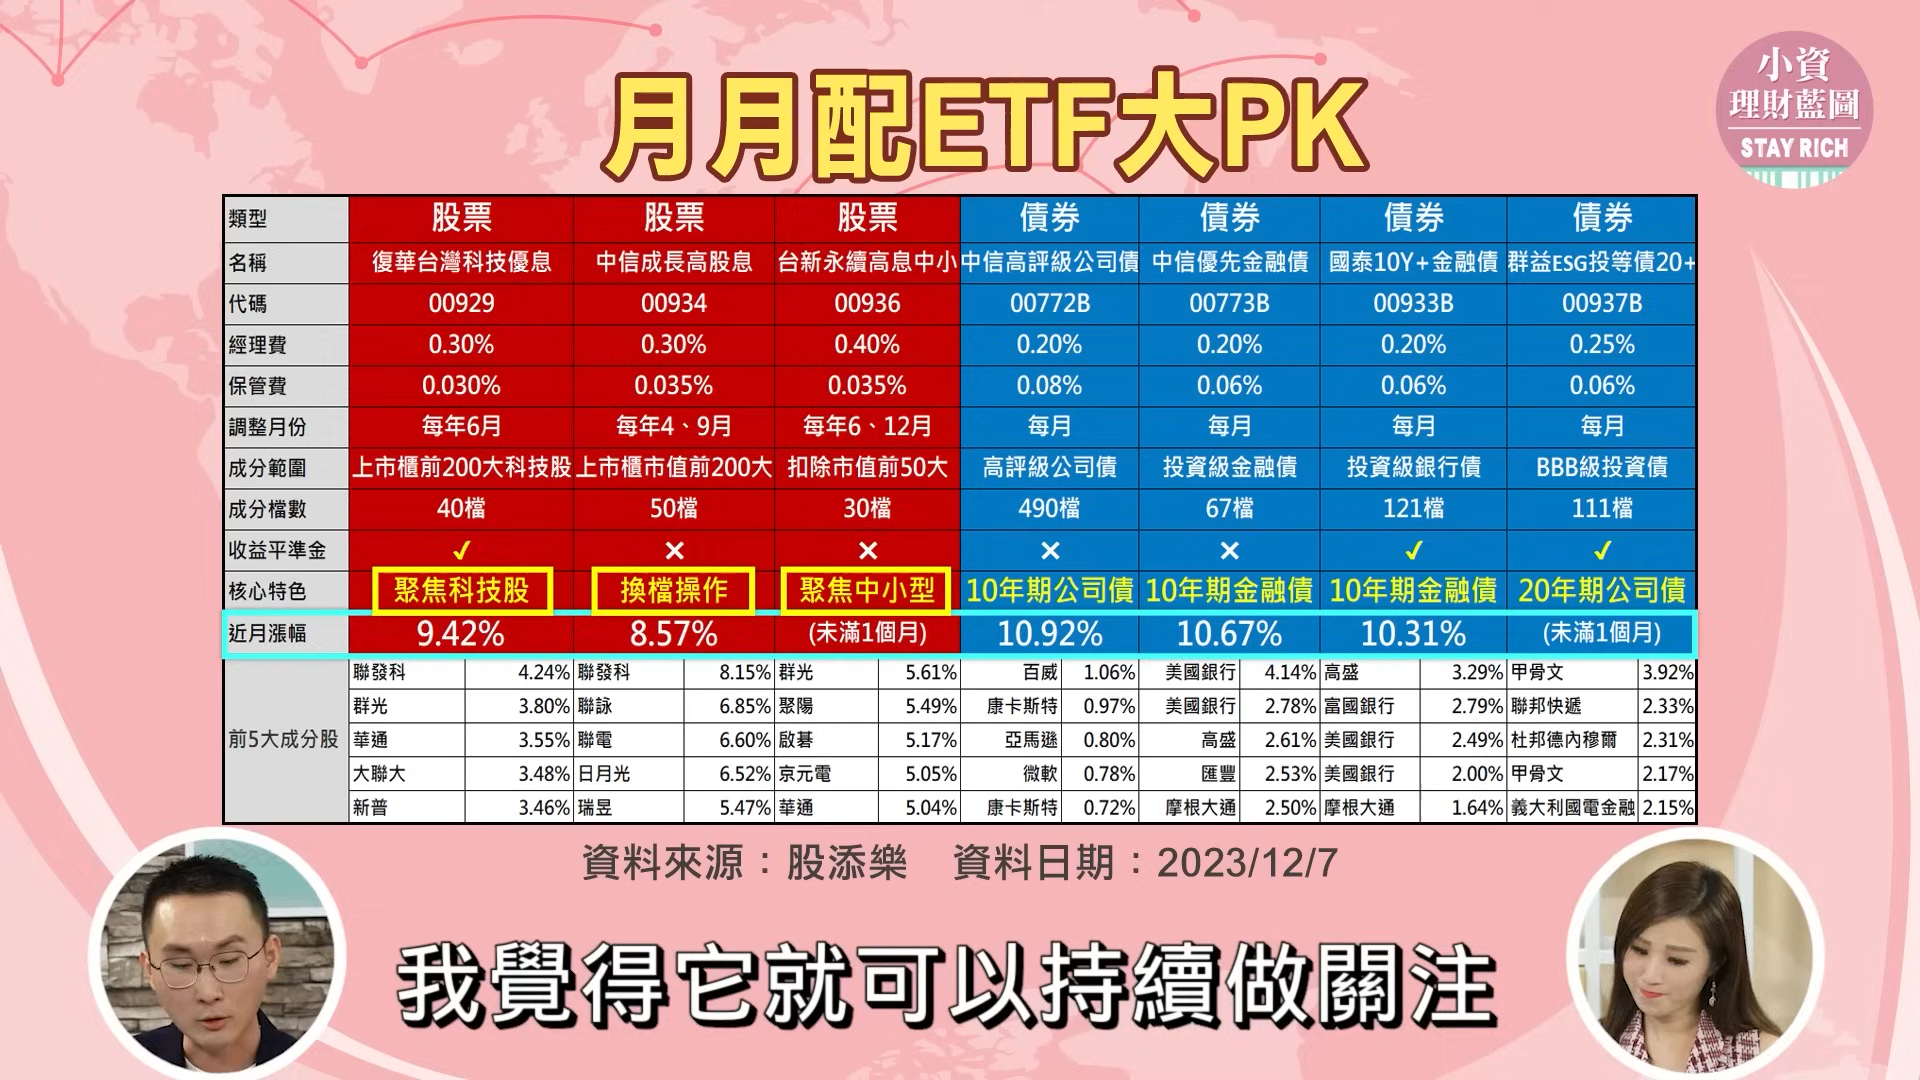 月月配ETF大PK
小資
理財藍圖
STAY RICH
類型 股票 股票 股票 債券 債券 債券 債券
名稱 復華台灣科技優息 中信成長高股息 台新永續高息中小 中信高評級公司債 中信優先金融債 國泰10Y+金融債 群益ESG投等債20+
代碼 00929 00934 00936 00772B 00773B 00933B 00937B
經理費 0.30% 0.30% 0.40% 0.20% 0.20% 0.20% 0.25%
保管費 0.030% 0.035% 0.035% 0.08% 0.06% 0.06% 0.06%
調整月份 每年6月 每年4、9月 每年6、12月 每月 每月 每月 每月
成分範圍 上市櫃前200大科技股 上市櫃市值前200大 扣除市值前50大 高評級公司債 投資級金融債 投資級銀行債 BBB級投資債
成分檔數 40檔 50檔 30檔 490檔 67檔 121檔 111檔
收益平準金 ✓ ✕ ✕ ✕ ✕ ✓ ✓
核心特色 聚焦科技股 換檔操作 聚焦中小型 10年期公司債 10年期金融債 10年期金融債 20年期公司債
近月漲幅 9.42% 8.57% (未滿1個月) 10.92% 10.67% 10.31% (未滿1個月)
前5大成分股
聯發科 4.24% 聯發科 8.15% 群光 5.61% 百威 1.06% 美國銀行 4.14% 高盛 3.29% 甲骨文 3.92%
群光 3.80% 聯詠 6.85% 聚陽 5.49% 康卡斯特 0.97% 美國銀行 2.78% 富國銀行 2.79% 聯邦快遞 2.33%
華通 3.55% 聯電 6.60% 啟碁 5.17% 亞馬遜 0.80% 高盛 2.61% 美國銀行 2.49% 杜邦德內穆爾 2.31%
大聯大 3.48% 日月光 6.52% 京元電 5.05% 微軟 0.78% 匯豐 2.53% 美國銀行 2.00% 甲骨文 2.17%
新普 3.46% 瑞昱 5.47% 華通 5.04% 康卡斯特 0.72% 摩根大通 2.50% 摩根大通 1.64% 義大利國電金融 2.15%
資料來源：股添樂 資料日期：2023/12/7
我覺得它就可以持續做關注